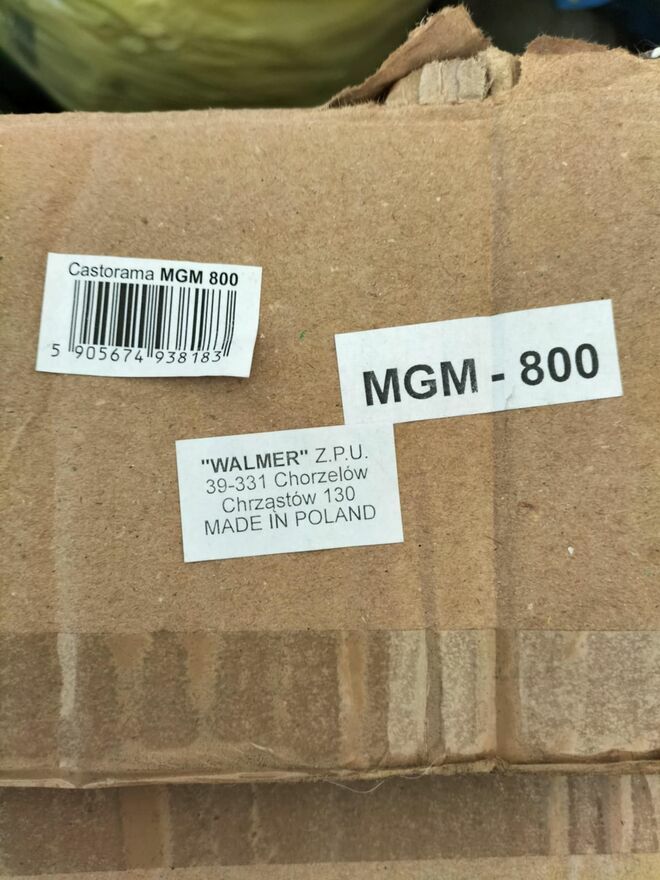 Castorama MGM 800
5 905674 938183
MGM - 800
"WALMER" Z.P.U.
39-331 Chorzelów
Chrząstów 130
MADE IN POLAND